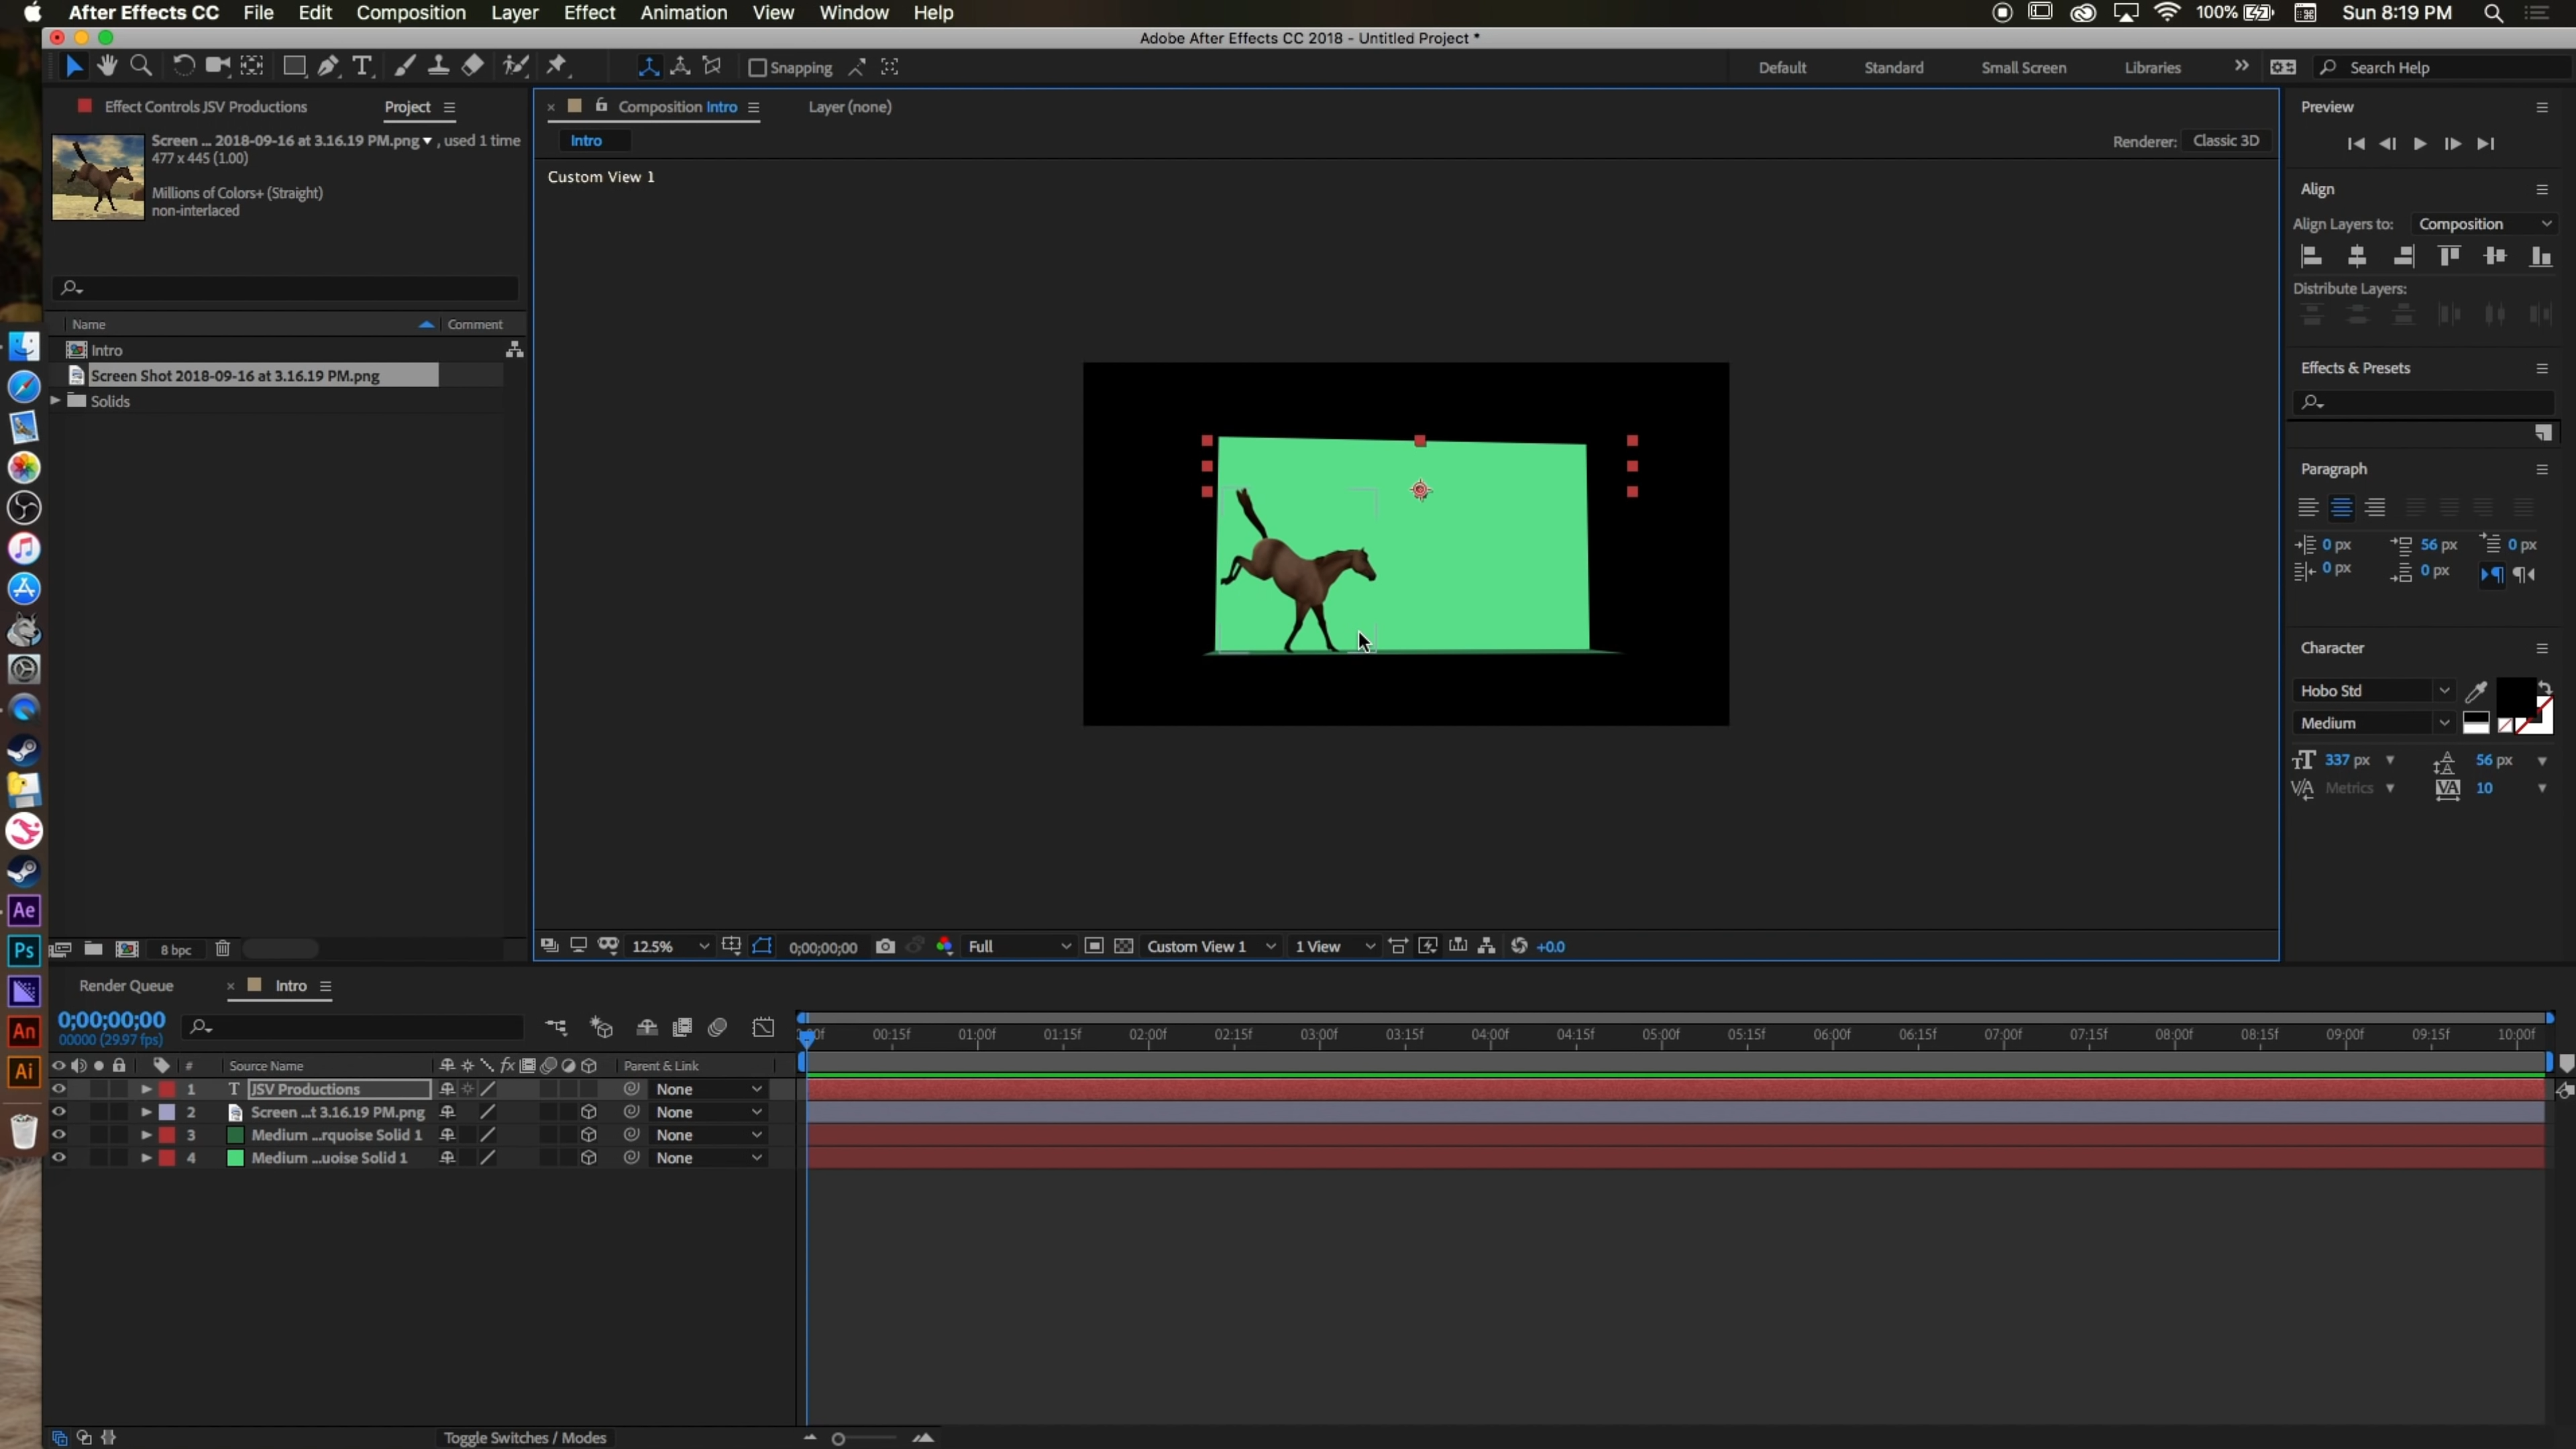 After Effects CC File Edit Composition Layer Effect Animation View Window Help 100% Sun 8:19 PM
Adobe After Effects CC 2018 - Untitled Project *
Snapping Default Standard Small Screen Libraries Search Help
Effect Controls JSV Productions Project
Screen ... 2018-09-16 at 3.16.19 PM.png , used 1 time
477 x 445 (1.00)
Millions of Colors+ (Straight)
non-interlaced
Name Comment
Intro
Screen Shot 2018-09-16 at 3.16.19 PM.png
Solids
8 bpc
Composition Intro Layer (none)
Intro
Renderer: Classic 3D
Custom View 1
12.5% 0;00;00;00 Full Custom View 1 1 View +0.0
Preview
Align
Align Layers to: Composition
Distribute Layers:
Effects & Presets
Paragraph
0 px 56 px 0 px
0 px 0 px
Character
Hobo Std
Medium
337 px 56 px
Metrics 10
Render Queue Intro
0;00;00;00
00000 (29.97 fps)
00:15f 01:00f 01:15f 02:00f 02:15f 03:00f 03:15f 04:00f 04:15f 05:00f 05:15f 06:00f 06:15f 07:00f 07:15f 08:00f 08:15f 09:00f 09:15f 10:00f
# Source Name fx Parent & Link
1 T JSV Productions None
2 Screen ...t 3.16.19 PM.png None
3 Medium ...rquoise Solid 1 None
4 Medium ...uoise Solid 1 None
Toggle Switches / Modes
Ae
Ps
An
Ai